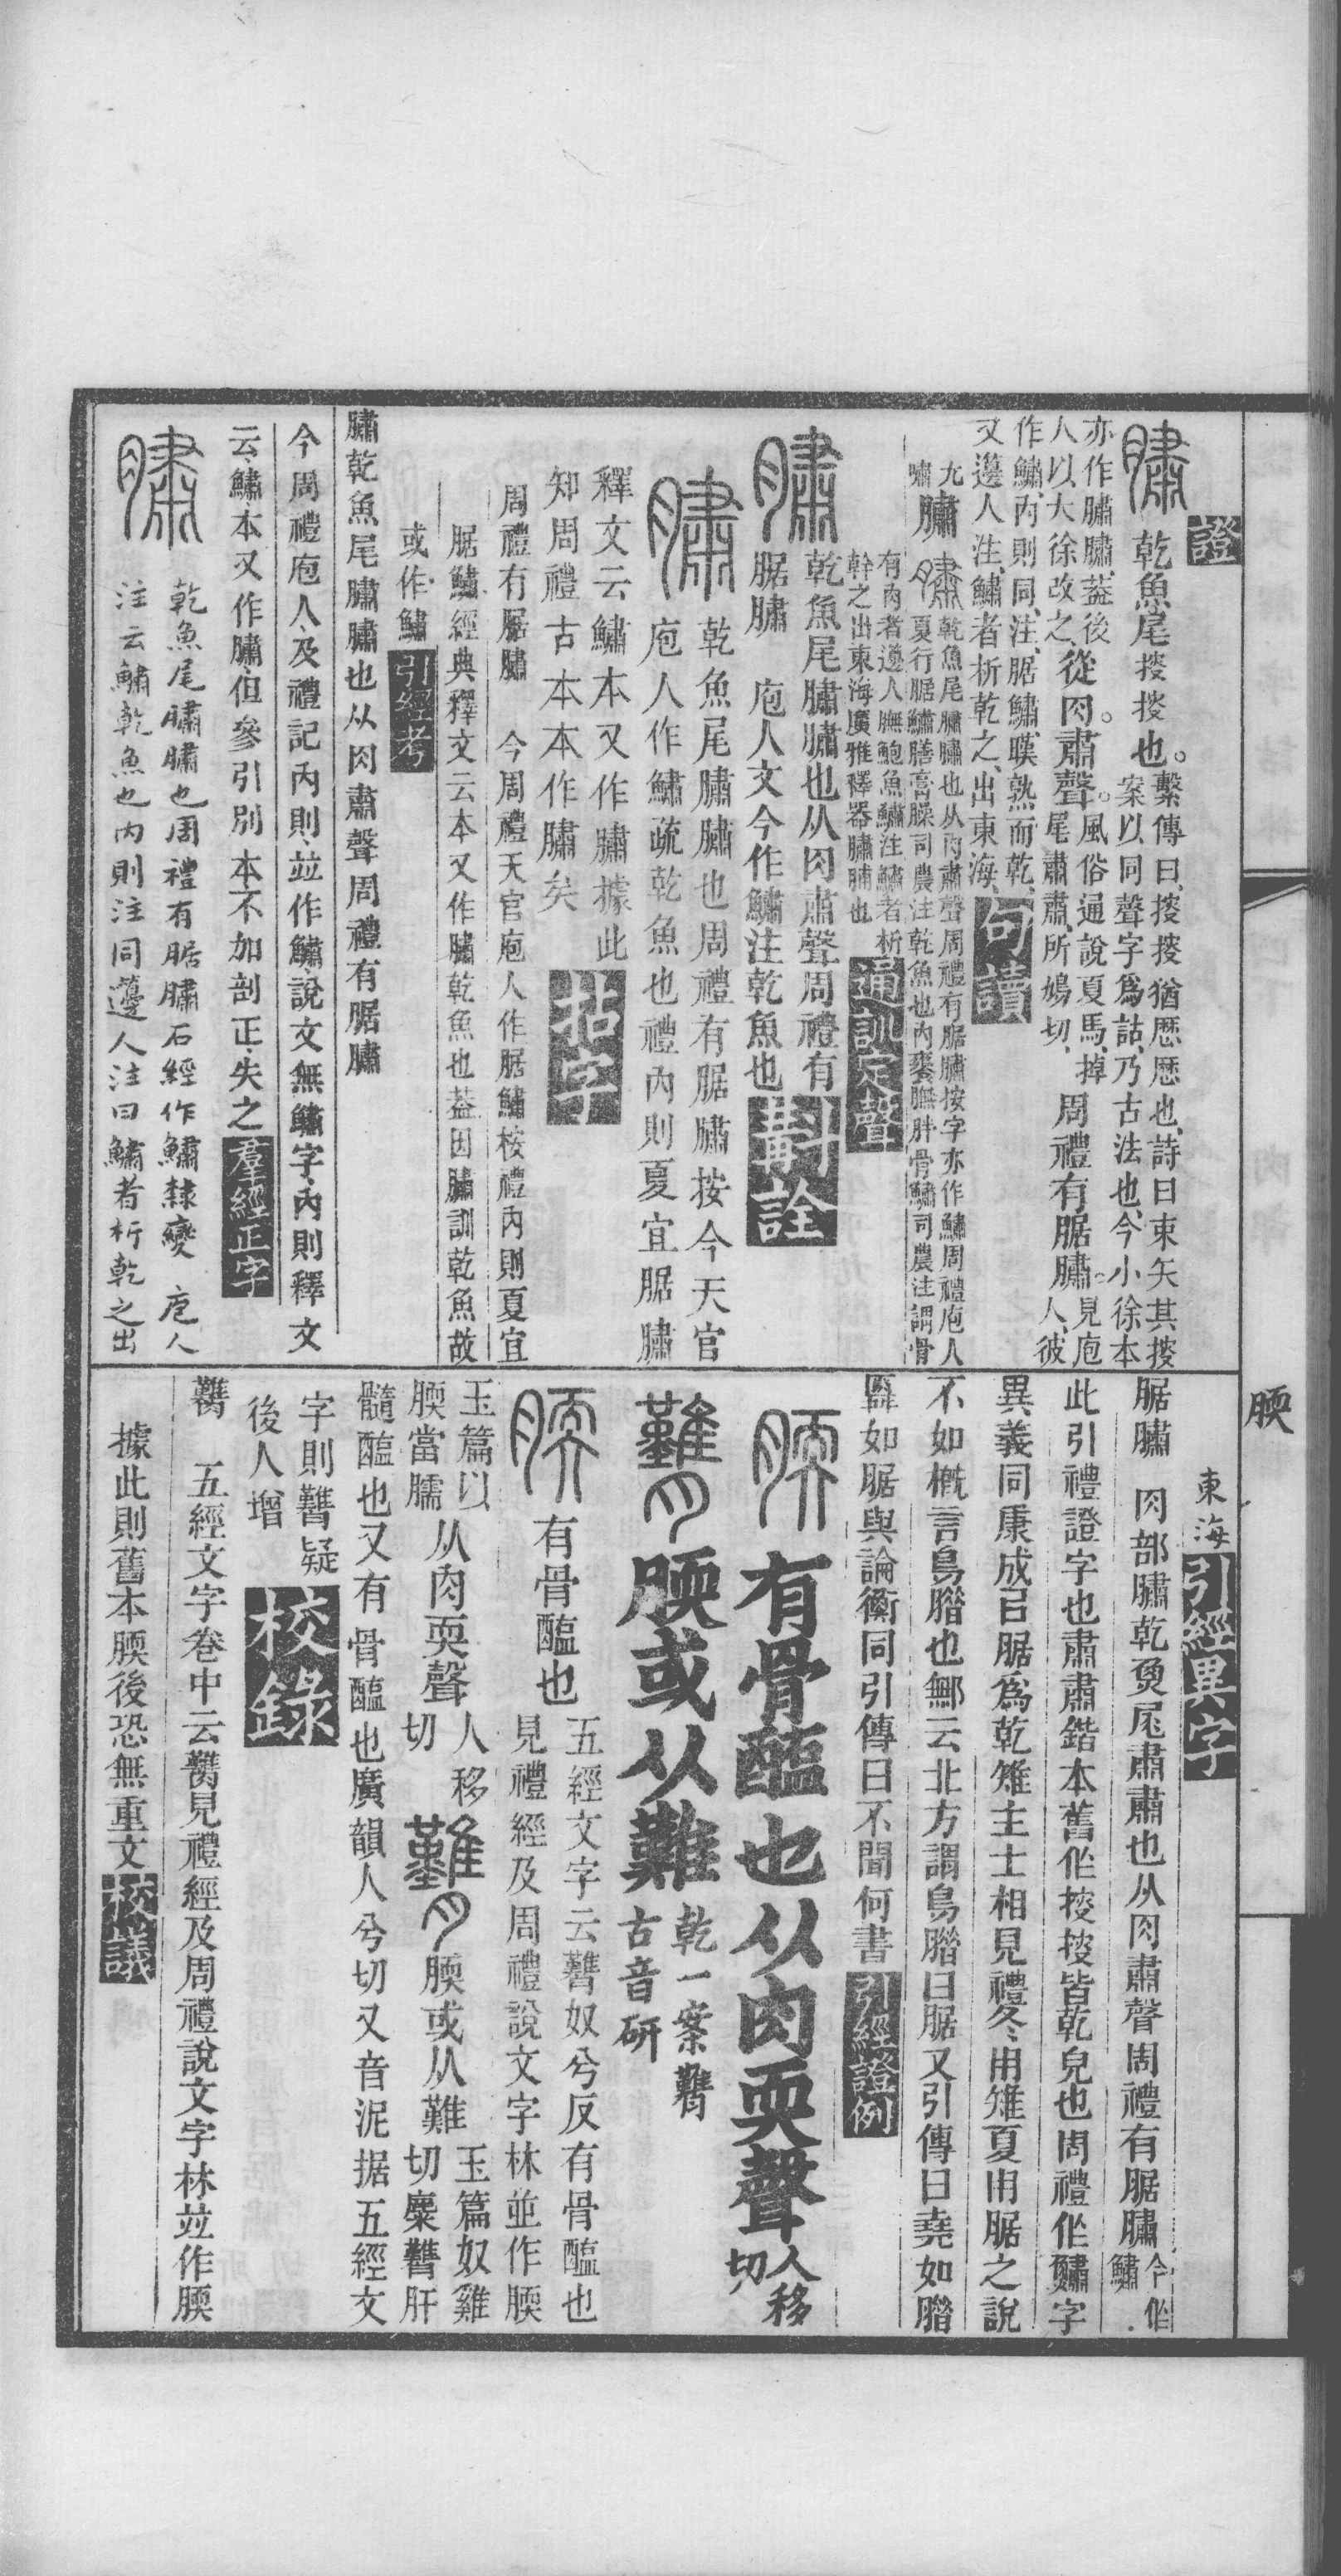 證
乾魚尾挼挼也。
繫傳曰、挼挼猶歷歷也、詩曰束矢其挼
案以同聲字爲詁、乃古法也、今小徐本
亦作䐹䐹、葢後
人以大徐改之、
從肉。肅聲。
風俗通說夏馬、掉
尾肅肅、所鳩切、
周禮有腒䐹。
見庖
人、彼
作鱐、內則同、注、腒鱐、熯熟而乾、
又籩人注、鱐者析乾之、出東海、
句讀
䐹
乾魚尾䐹䐹也从肉肅聲周禮有腒䐹按字亦作鱐周禮庖人
夏行腒鱐膳膏臊司農注乾魚也內饔膴胖骨鱐司農注謂骨
有肉者籩人膴鮑魚鱐注鱐者析
幹之出東海廣雅釋器䐹脯也
通訓定聲
乾魚尾䐹䐹也从肉肅聲周禮有
腒䐹 庖人文今作鱐注乾魚也
斠詮
乾魚尾䐹䐹也周禮有腒䐹按今天官
庖人作鱐疏乾魚也禮內則夏宜腒䐹
釋文云鱐本又作䐹據此
知周禮古本本作䐹矣
拈字
周禮有腒䐹 今周禮天官庖人作腒鱐桉禮內則夏宜
腒鱐經典釋文云本又作䐹乾魚也葢因䐹訓乾魚故
或作鱐
引經考
䐹乾魚尾䐹䐹也从肉肅聲周禮有腒䐹
今周禮庖人、及禮記內則、竝作鱐、說文無鱐字、內則釋文
云、鱐本又作䐹、但參引別本、不加剖正、失之
羣經正字
乾魚尾䐹䐹也周禮有腒䐹石經作鱐隸變 庖人
注云鱐乾魚也內則注同籩人注曰鱐者析乾之出
東海
引經異字
腒䐹 肉部䐹乾䰻尾肅肅也从肉肅聲周禮有腒䐹
今作
鱐
此引禮證字也肅肅鍇本舊作挼挼皆乾皃也周禮作鱐字
異義同康成㠯腒爲乾雉主士相見禮冬用雉夏用腒之說
不如概言鳥腊也鄦云北方謂鳥腊曰腒又引傳曰堯如腊
舜如腒與論衡同引傳曰不聞何書
引經證例
有骨醢也从肉耎聲
人移
切
腝或从難
乾一案臡
古音研
有骨醢也
五經文字云臡奴兮反有骨醢也
見禮經及周禮說文字林並作腝
玉篇以
腝當臑
从肉耎聲
人移
切
腝或从難
玉篇奴雞
切麋臡肝
髓醢也又有骨醢也廣韻人兮切又音泥据五經文
字則臡疑
後人增
校錄
臡 五經文字卷中云臡見禮經及周禮說文字林竝作腝
據此則舊本腝後恐無重文
校議
腝